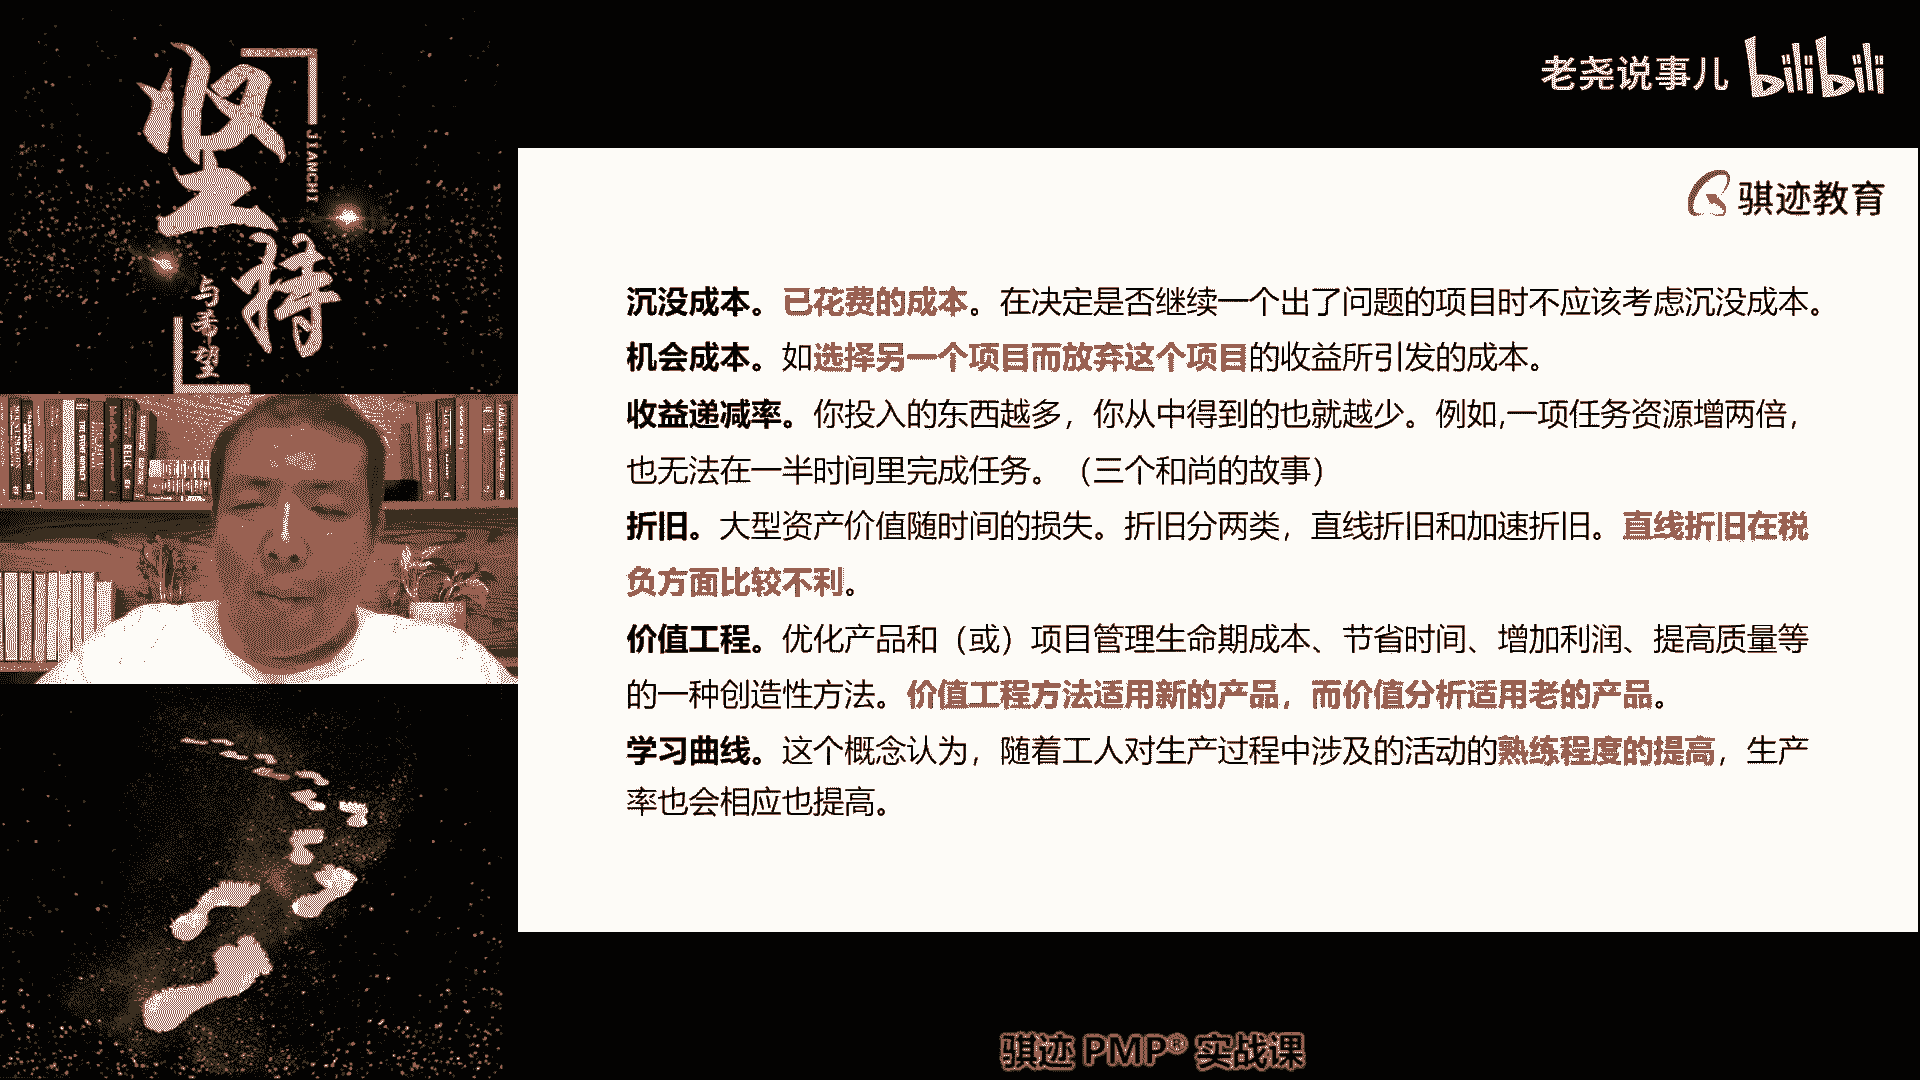 坚持
JIANCHI
与希望
老尧说事儿 bilibili
骐迹教育
沉没成本。已花费的成本。在决定是否继续一个出了问题的项目时不应该考虑沉没成本。
机会成本。如选择另一个项目而放弃这个项目的收益所引发的成本。
收益递减率。你投入的东西越多，你从中得到的也就越少。例如,一项任务资源增两倍，
也无法在一半时间里完成任务。（三个和尚的故事）
折旧。大型资产价值随时间的损失。折旧分两类，直线折旧和加速折旧。直线折旧在税
负方面比较不利。
价值工程。优化产品和（或）项目管理生命期成本、节省时间、增加利润、提高质量等
的一种创造性方法。价值工程方法适用新的产品，而价值分析适用老的产品。
学习曲线。这个概念认为，随着工人对生产过程中涉及的活动的熟练程度的提高，生产
率也会相应也提高。
骐迹 PMP® 实战课